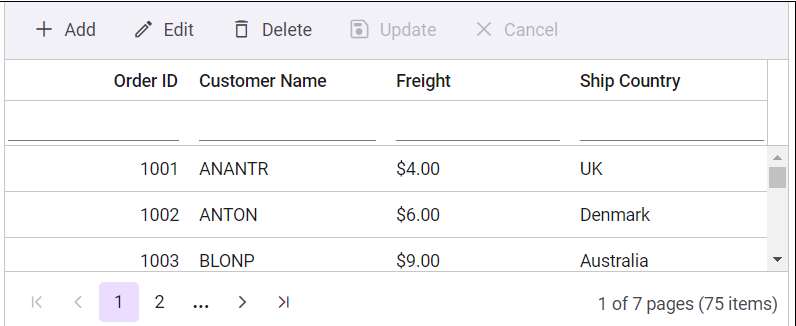 Add Edit Delete Update Cancel
Order ID Customer Name Freight Ship Country
1001 ANANTR $4.00 UK
1002 ANTON $6.00 Denmark
1003 BLONP $9.00 Australia
1 2 ... 1 of 7 pages (75 items)